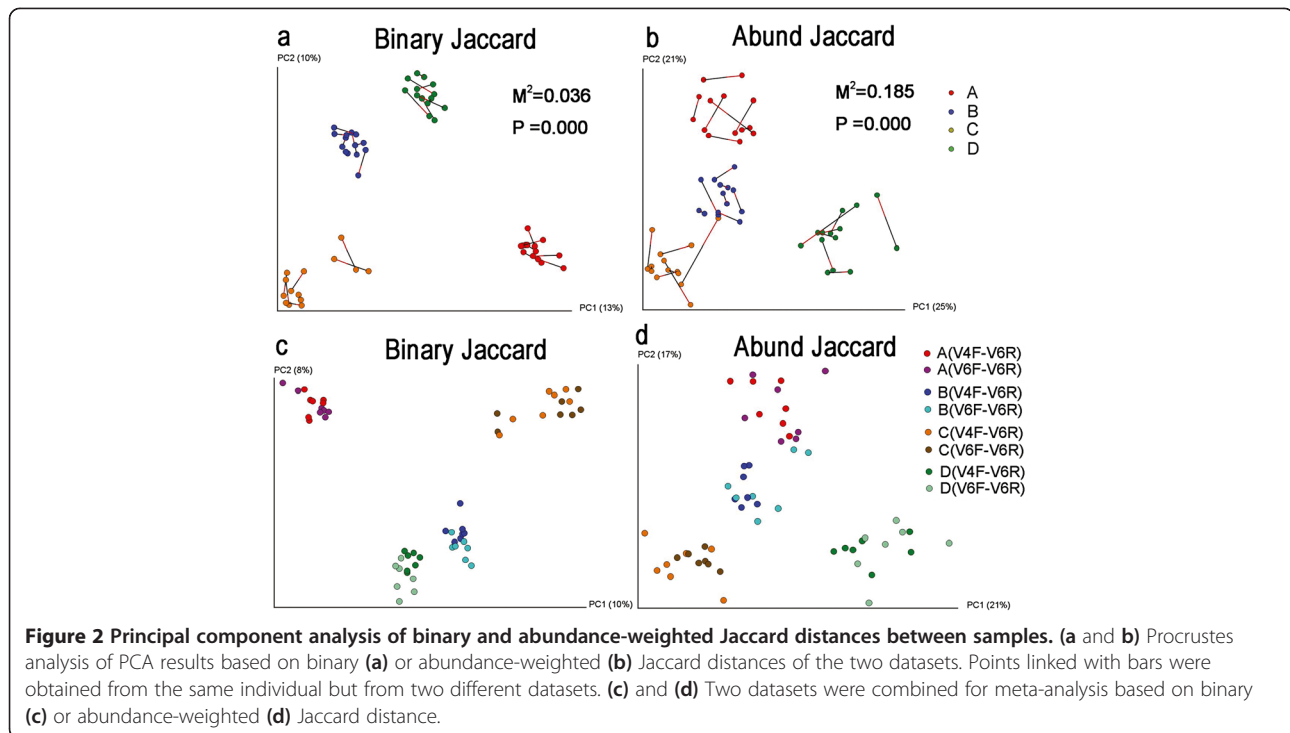 a
Binary Jaccard
PC2 (10%)
M²=0.036
P =0.000
PC1 (13%)
b
Abund Jaccard
PC2 (21%)
M²=0.185
P =0.000
A
B
C
D
PC1 (25%)
c
Binary Jaccard
PC2 (8%)
PC1 (10%)
d
Abund Jaccard
PC2 (17%)
A(V4F-V6R)
A(V6F-V6R)
B(V4F-V6R)
B(V6F-V6R)
C(V4F-V6R)
C(V6F-V6R)
D(V4F-V6R)
D(V6F-V6R)
PC1 (21%)
Figure 2 Principal component analysis of binary and abundance-weighted Jaccard distances between samples. (a and b) Procrustes
analysis of PCA results based on binary (a) or abundance-weighted (b) Jaccard distances of the two datasets. Points linked with bars were
obtained from the same individual but from two different datasets. (c) and (d) Two datasets were combined for meta-analysis based on binary
(c) or abundance-weighted (d) Jaccard distance.